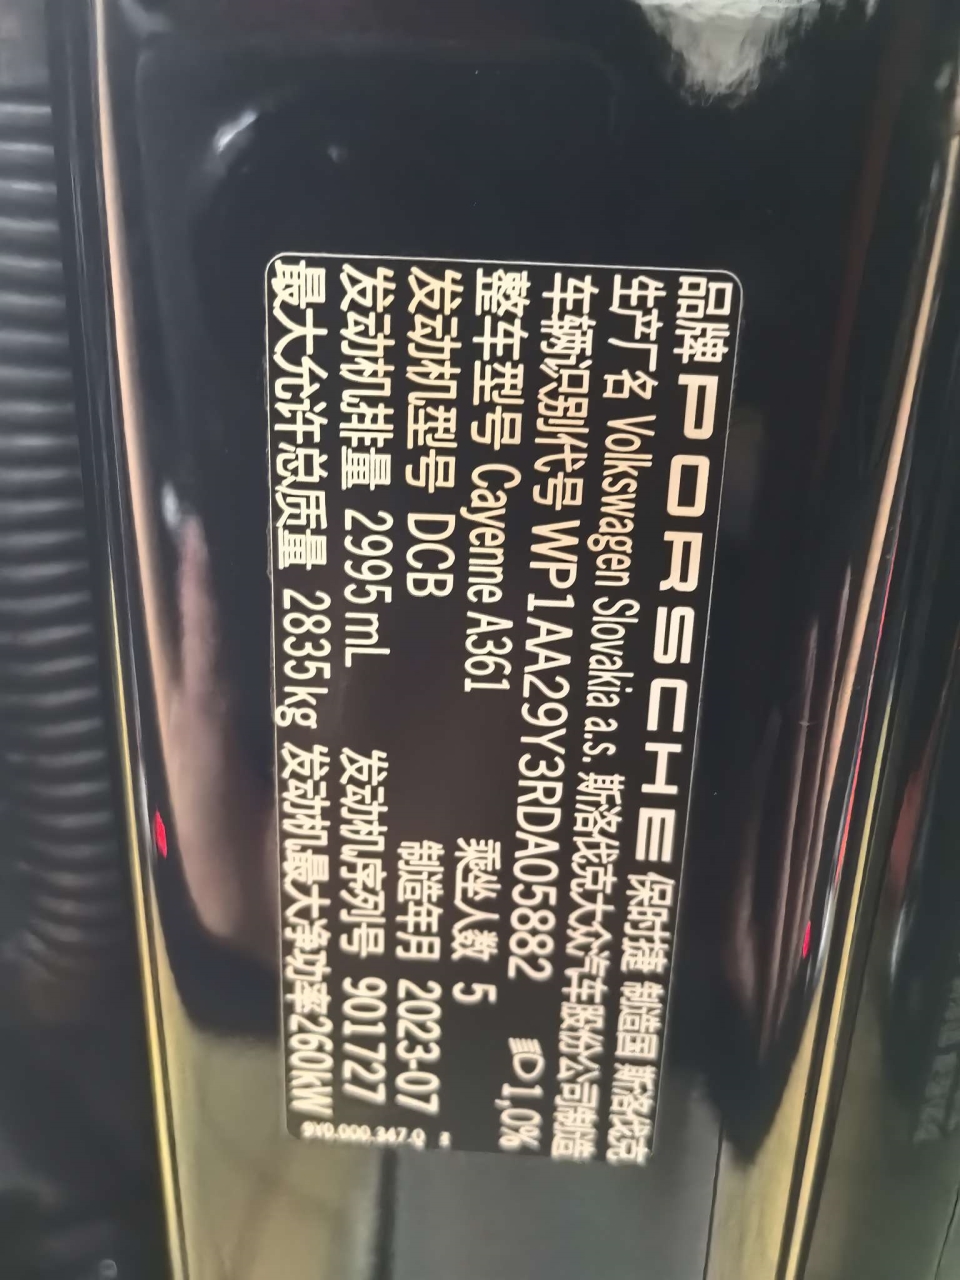 品牌 PORSCHE 保时捷 制造国 斯洛伐克
生产厂名 Volkswagen Slovakia a.s. 斯洛伐克大众汽车股份公司制造
车辆识别代号 WP1AA29Y3RDA05882 1,0%
整车型号 Cayenne A361 乘坐人数 5
发动机型号 DCB 制造年月 2023-07
发动机排量 2995mL 发动机序列号 901727
最大允许总质量 2835kg 发动机最大净功率260kW
9Y0.000.347.Q